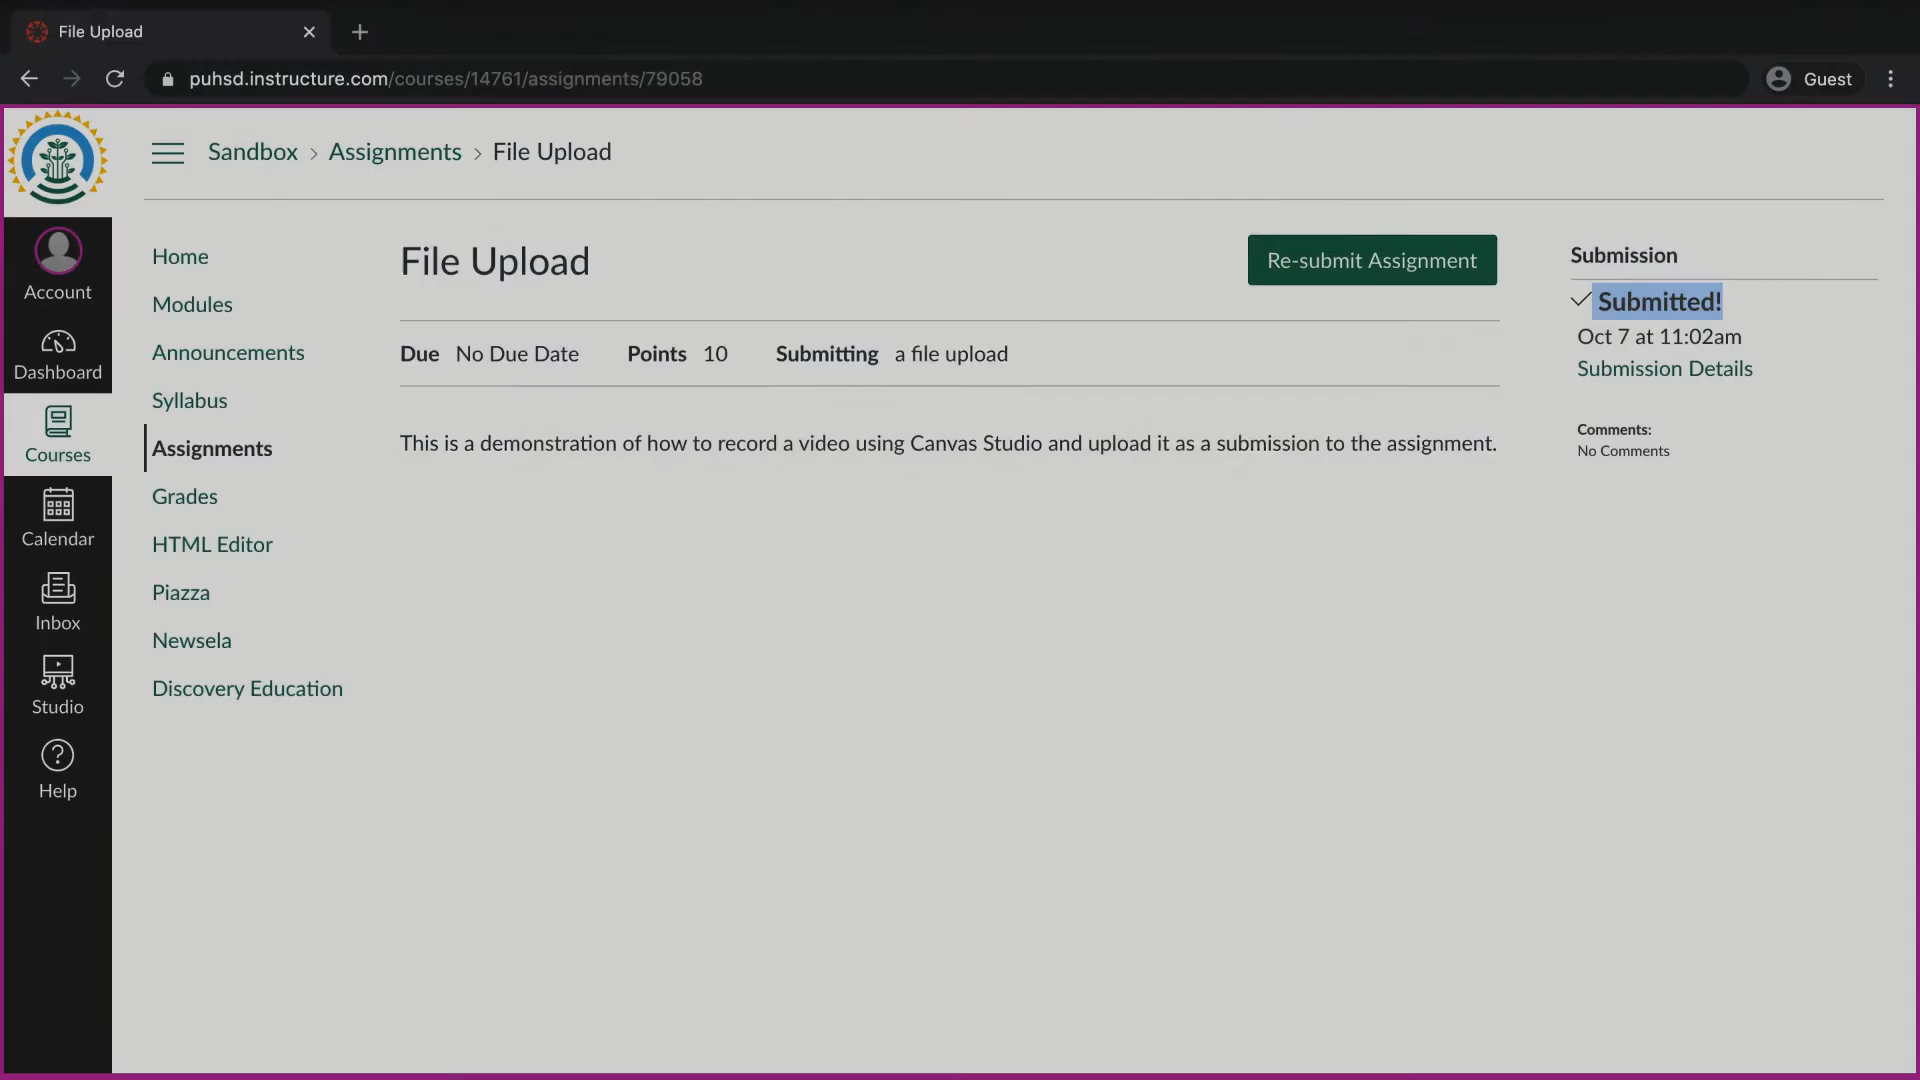 File Upload
puhsd.instructure.com/courses/14761/assignments/79058
Guest
Sandbox › Assignments › File Upload
Account
Dashboard
Courses
Calendar
Inbox
Studio
Help
Home
Modules
Announcements
Syllabus
Assignments
Grades
HTML Editor
Piazza
Newsela
Discovery Education
File Upload
Re-submit Assignment
Due No Due Date Points 10 Submitting a file upload
This is a demonstration of how to record a video using Canvas Studio and upload it as a submission to the assignment.
Submission
Submitted!
Oct 7 at 11:02am
Submission Details
Comments:
No Comments